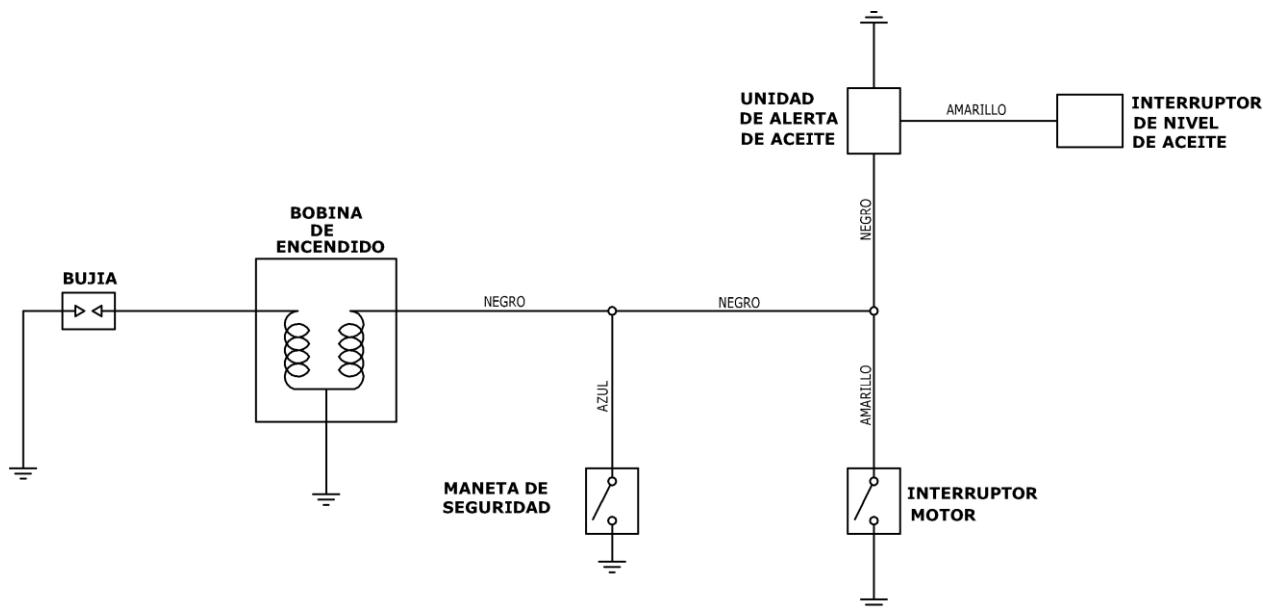 UNIDAD
DE ALERTA
DE ACEITE
AMARILLO
INTERRUPTOR
DE NIVEL
DE ACEITE
NEGRO
BOBINA
DE
ENCENDIDO
BUJIA
NEGRO
NEGRO
AZUL
AMARILLO
MANETA DE
SEGURIDAD
INTERRUPTOR
MOTOR